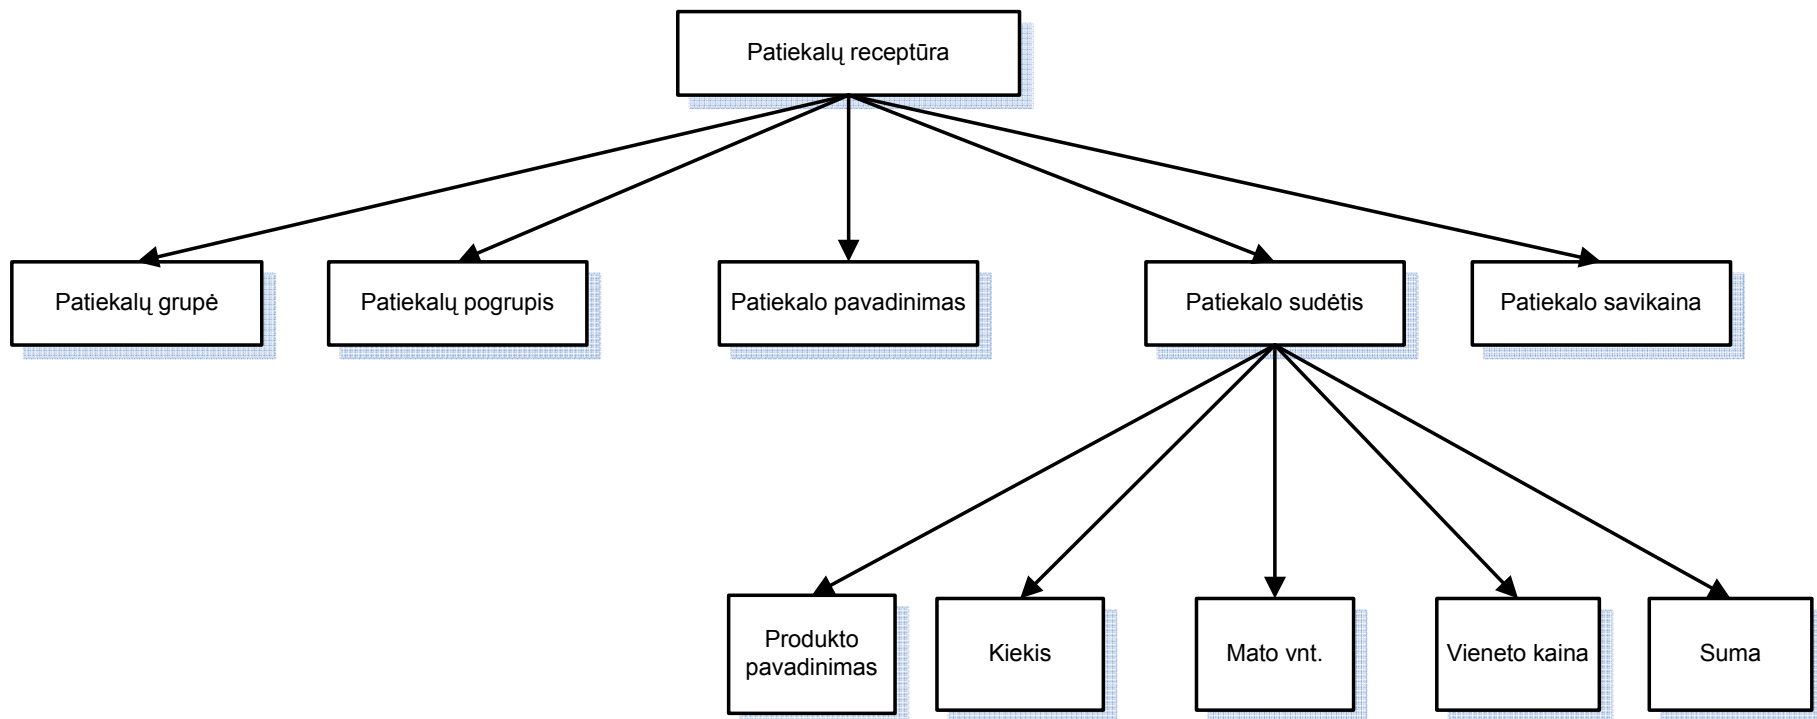 Patiekalų receptūra
Patiekalų grupė
Patiekalų pogrupis
Patiekalo pavadinimas
Patiekalo sudėtis
Patiekalo savikaina
Produkto
pavadinimas
Kiekis
Mato vnt.
Vieneto kaina
Suma